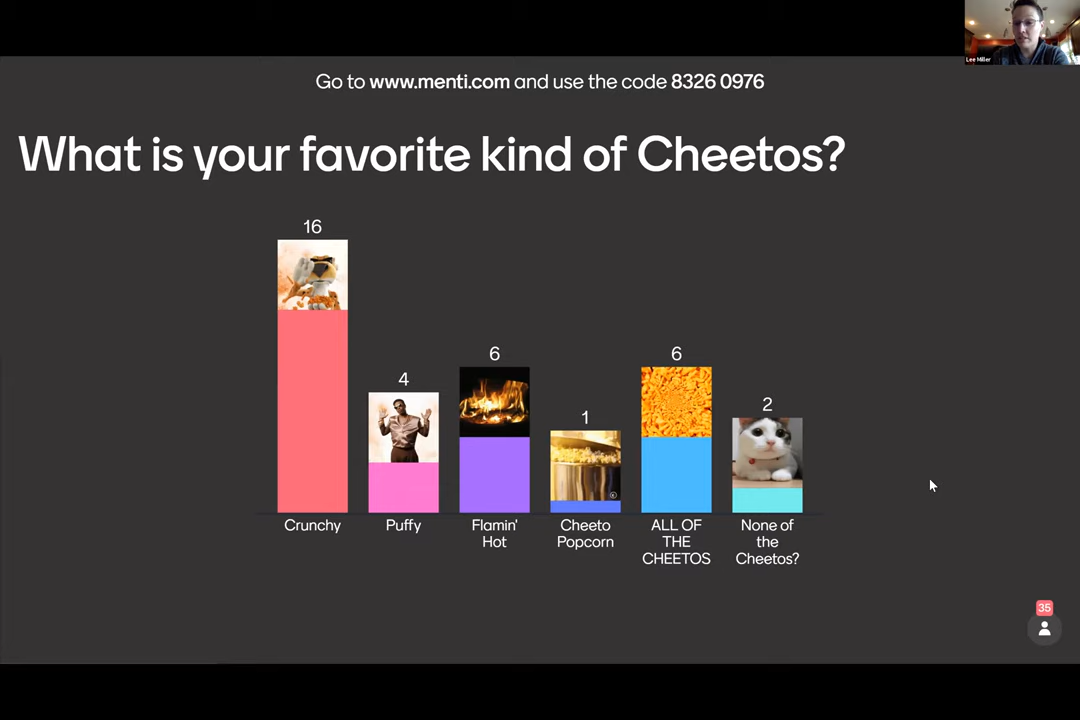 Lee Miller
Go to www.menti.com and use the code 8326 0976
What is your favorite kind of Cheetos?
16
4
6
1
6
2
Crunchy
Puffy
Flamin'
Hot
Cheeto
Popcorn
ALL OF
THE
CHEETOS
None of
the
Cheetos?
35